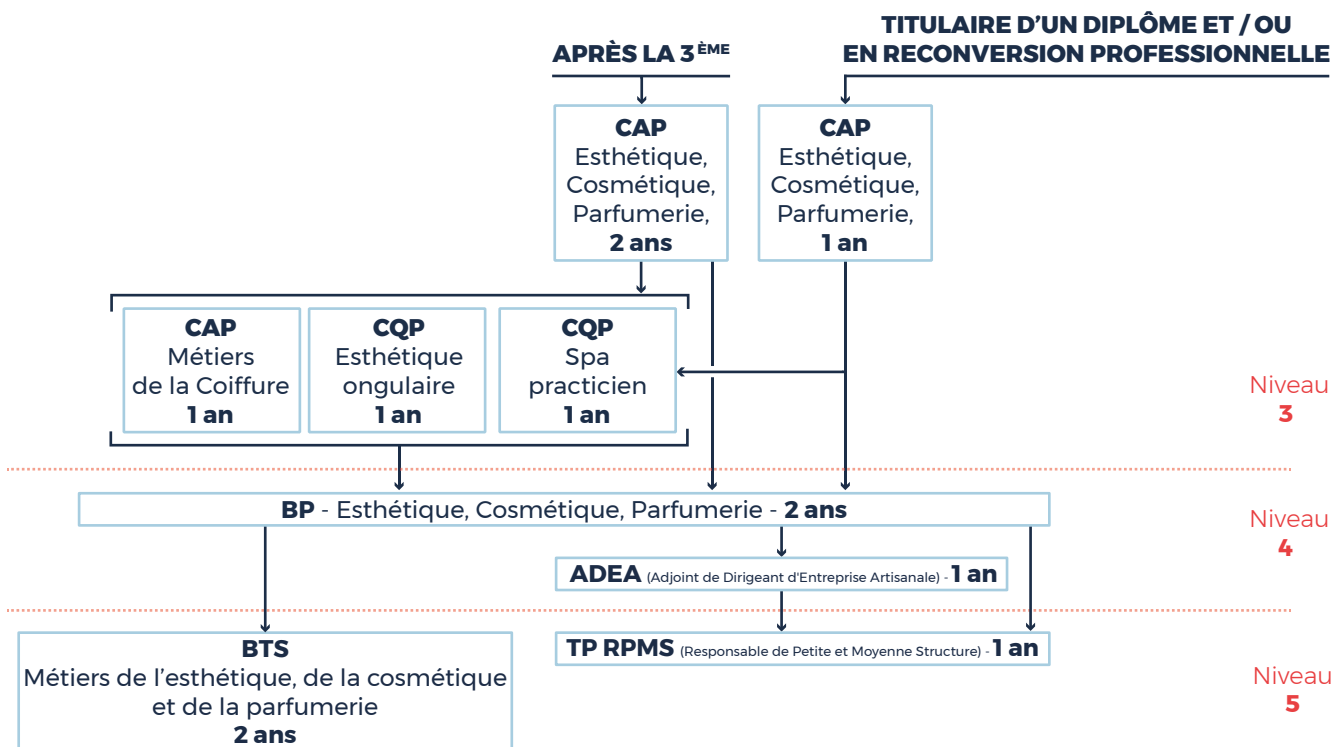 TITULAIRE D'UN DIPLÔME ET / OU
EN RECONVERSION PROFESSIONNELLE
APRÈS LA 3ÈME
CAP
Esthétique,
Cosmétique,
Parfumerie,
2 ans
CAP
Esthétique,
Cosmétique,
Parfumerie,
1 an
CAP
Métiers
de la Coiffure
1 an
CQP
Esthétique
ongulaire
1 an
CQP
Spa
practicien
1 an
Niveau
3
BP - Esthétique, Cosmétique, Parfumerie - 2 ans
Niveau
4
ADEA (Adjoint de Dirigeant d'Entreprise Artisanale) - 1 an
BTS
Métiers de l'esthétique, de la cosmétique
et de la parfumerie
2 ans
TP RPMS (Responsable de Petite et Moyenne Structure) - 1 an
Niveau
5